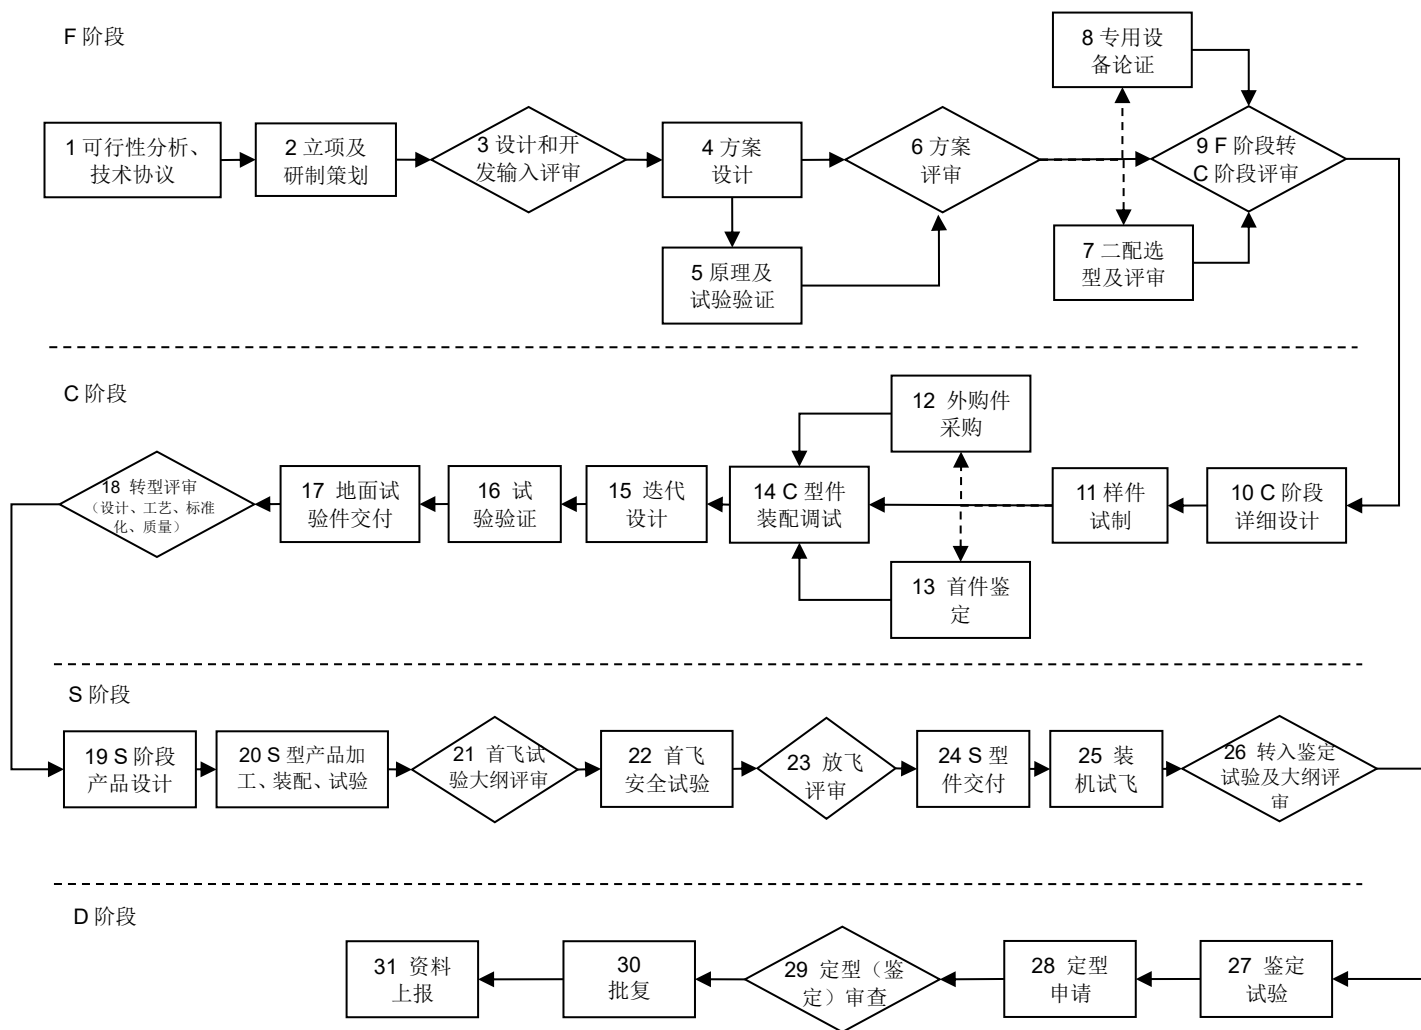 F 阶段
1 可行性分析、
技术协议
2 立项及
研制策划
3 设计和开
发输入评审
4 方案
设计
5 原理及
试验验证
6 方案
评审
8 专用设
备论证
7 二配选
型及评审
9 F 阶段转
C 阶段评审
C 阶段
10 C 阶段
详细设计
11 样件
试制
12 外购件
采购
13 首件鉴
定
14 C 型件
装配调试
15 迭代
设计
16 试
验验证
17 地面试
验件交付
18 转型评审
（设计、工艺、标准
化、质量）
S 阶段
19 S 阶段
产品设计
20 S 型产品加
工、装配、试验
21 首飞试
验大纲评审
22 首飞
安全试验
23 放飞
评审
24 S 型
件交付
25 装
机试飞
26 转入鉴定
试验及大纲评
审
D 阶段
27 鉴定
试验
28 定型
申请
29 定型（鉴
定）审查
30
批复
31 资料
上报